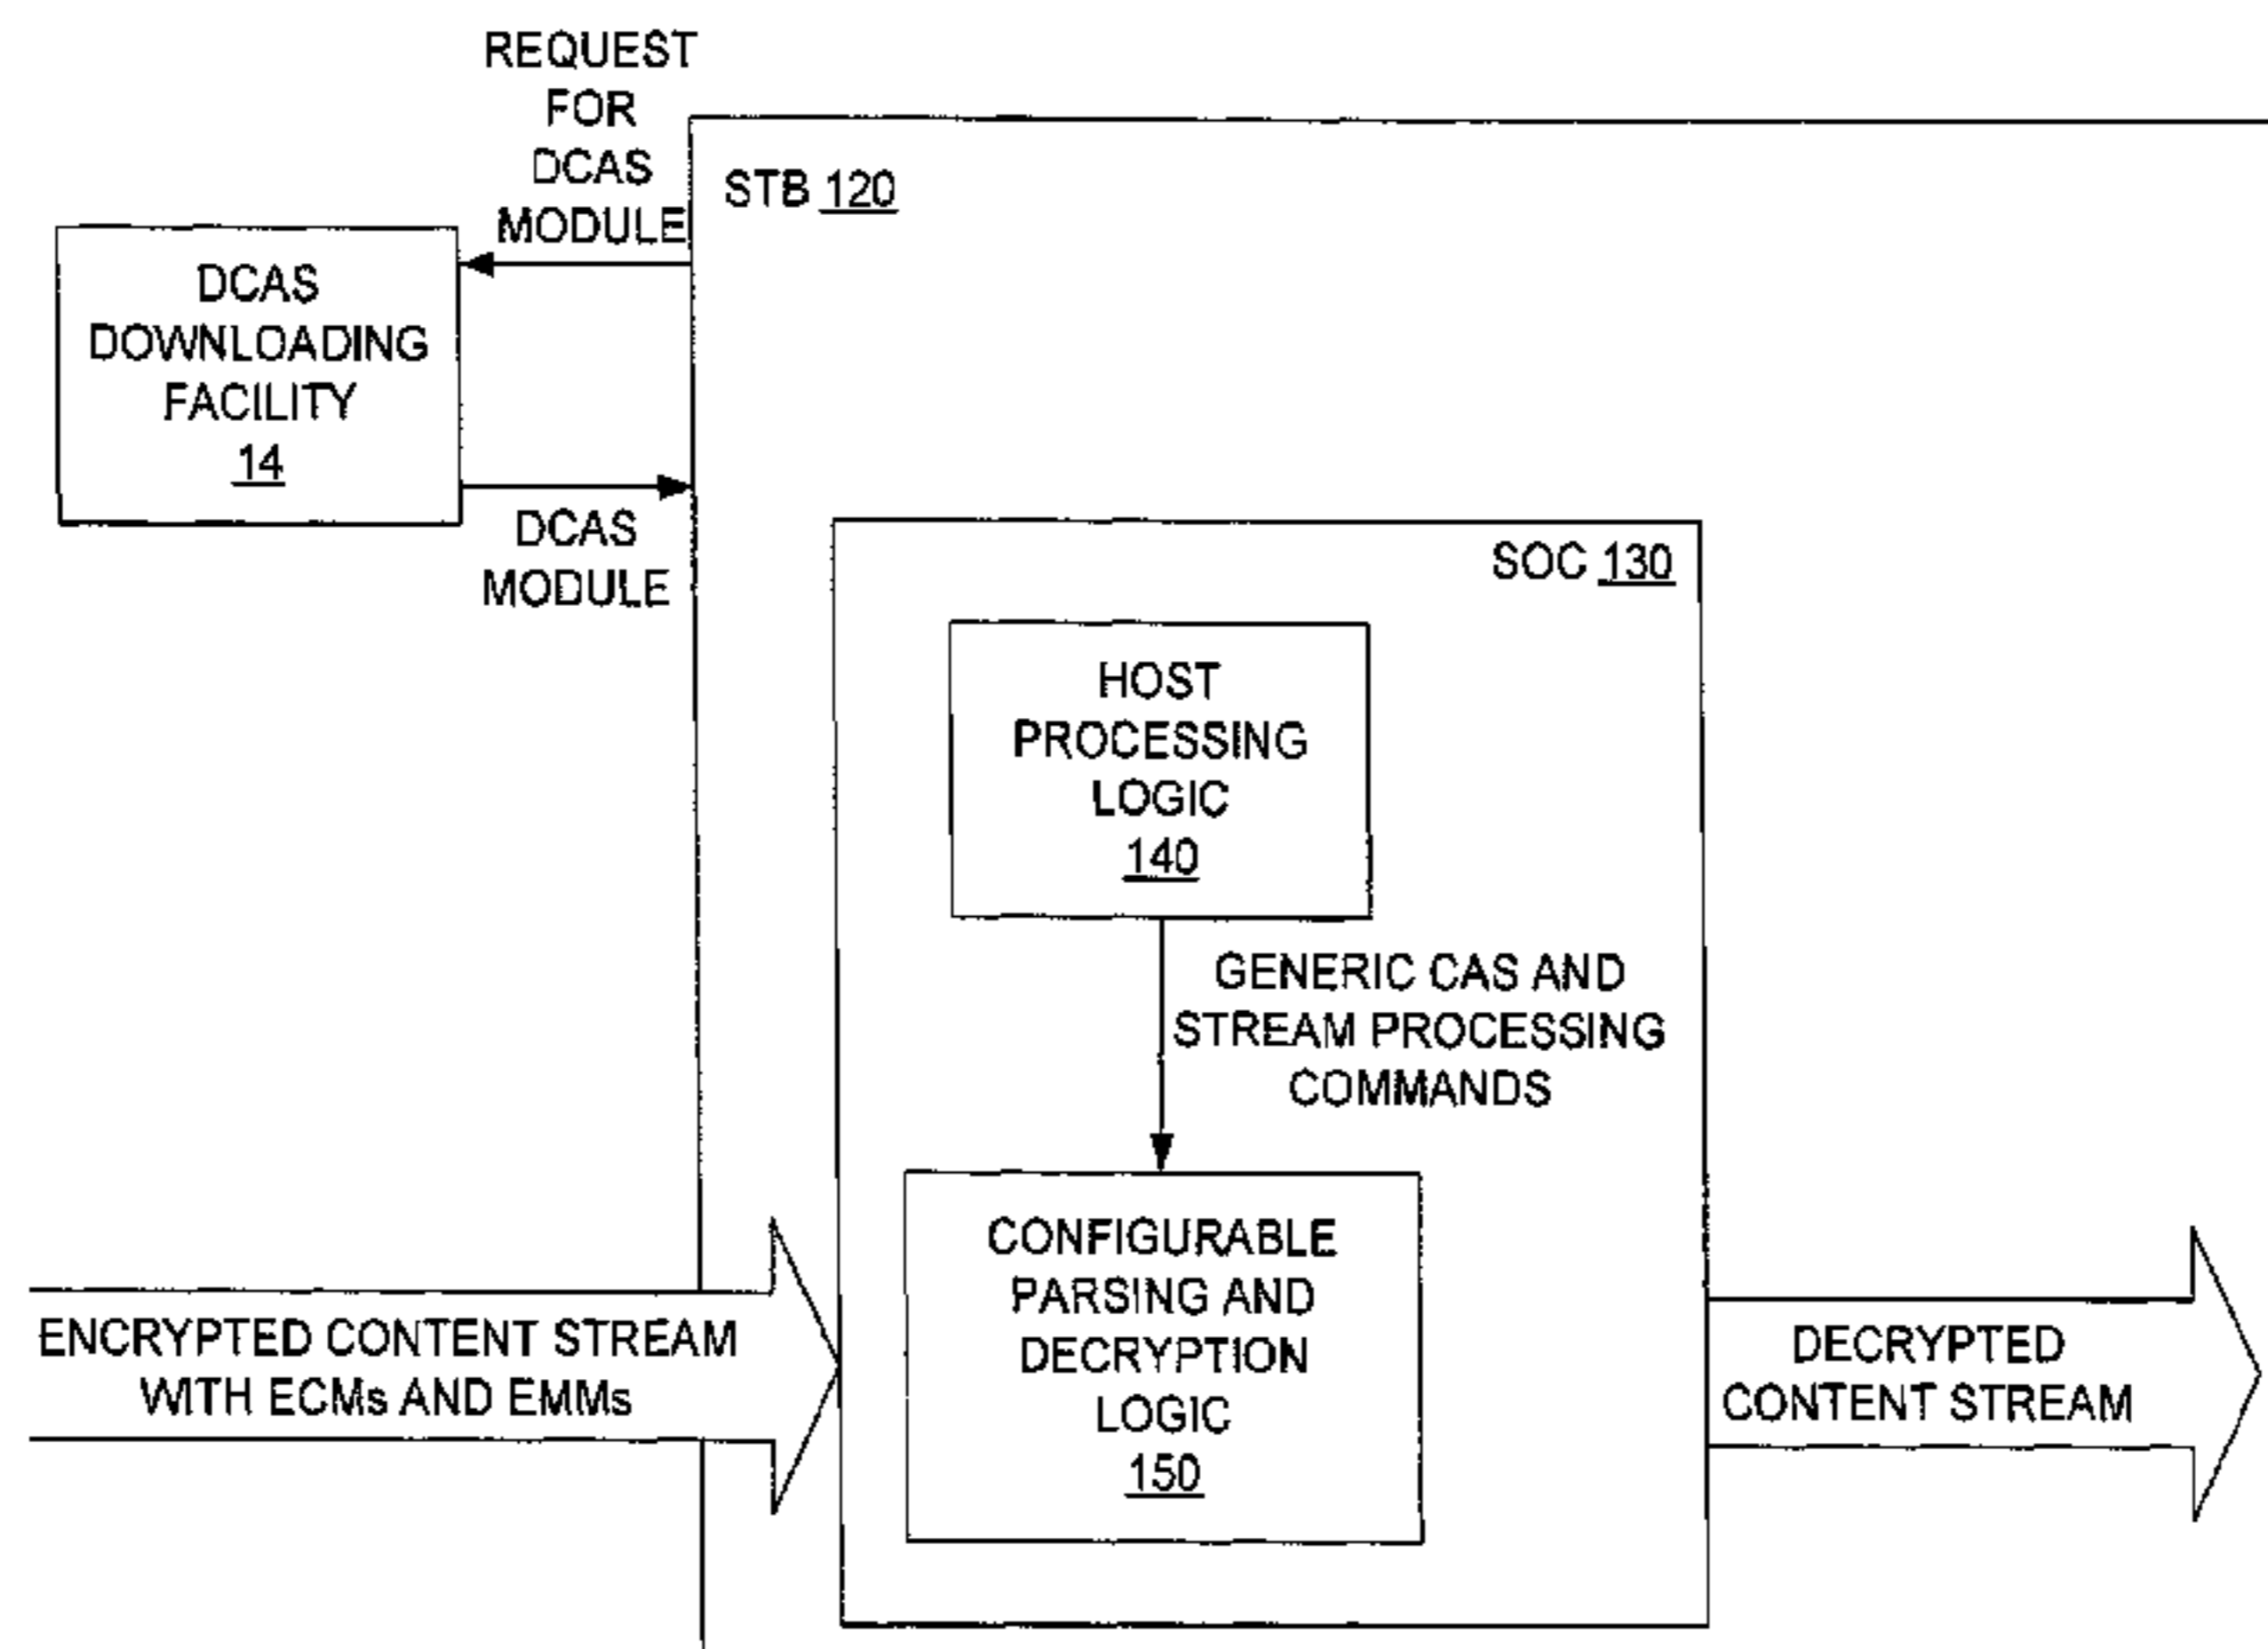 REQUEST
FOR
DCAS
MODULE
STB 120
DCAS
DOWNLOADING
FACILITY
14
DCAS
MODULE
SOC 130
HOST
PROCESSING
LOGIC
140
GENERIC CAS AND
STREAM PROCESSING
COMMANDS
CONFIGURABLE
PARSING AND
DECRYPTION
LOGIC
150
ENCRYPTED CONTENT STREAM
WITH ECMs AND EMMs
DECRYPTED
CONTENT STREAM